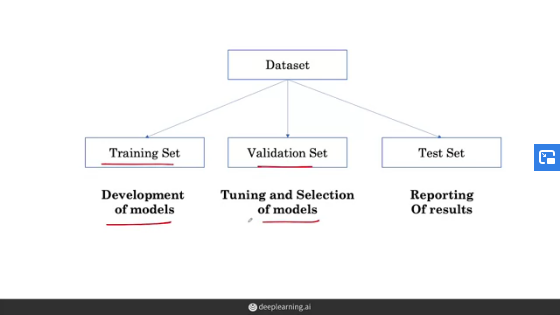 Dataset
Training Set
Validation Set
Test Set
Development
of models
Tuning and Selection
of models
Reporting
Of results
deeplearning.ai